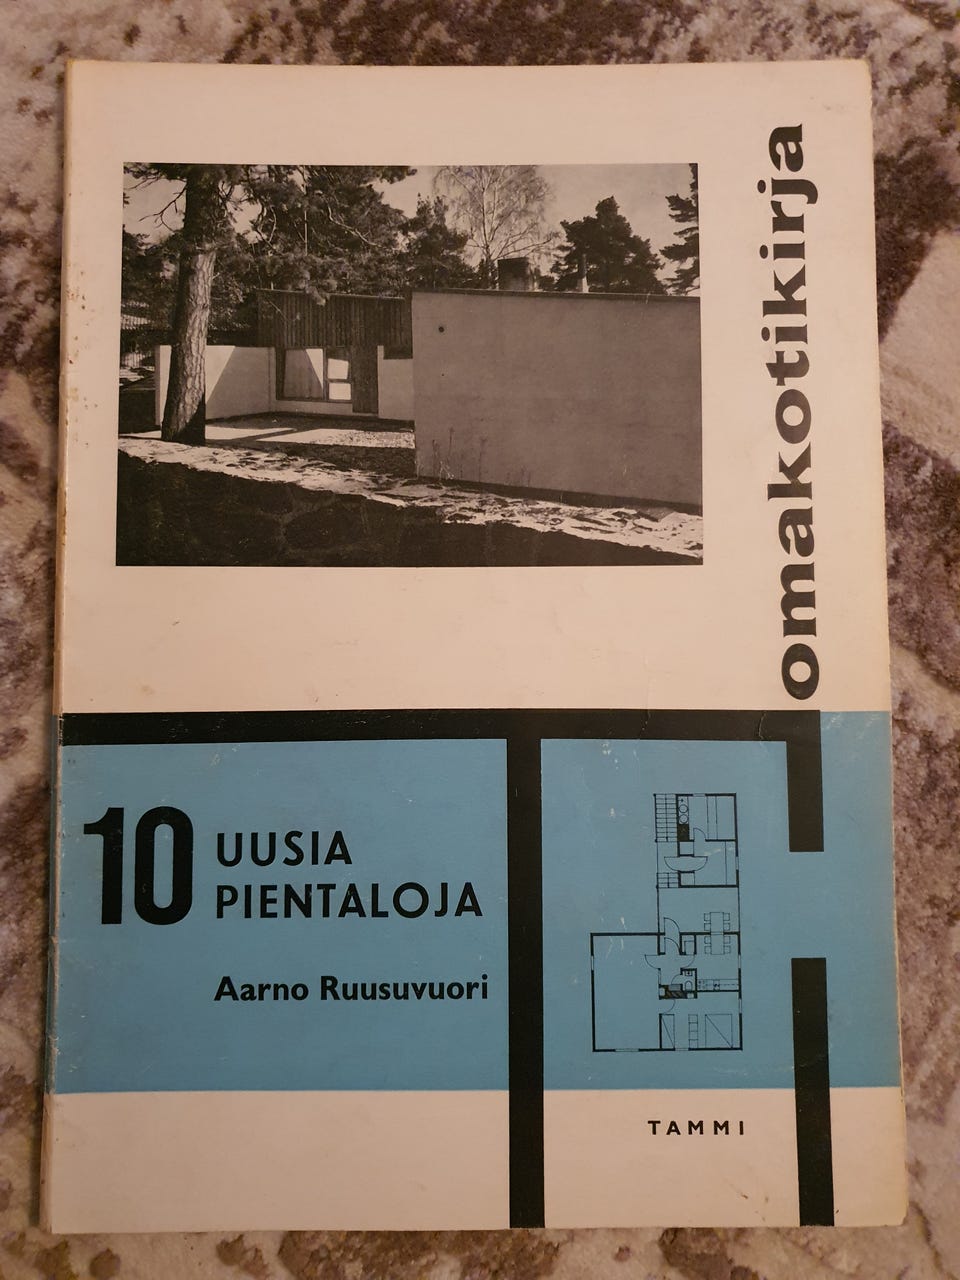 omakotikirja
10 UUSIA
PIENTALOJA
Aarno Ruusuvuori
TAMMI